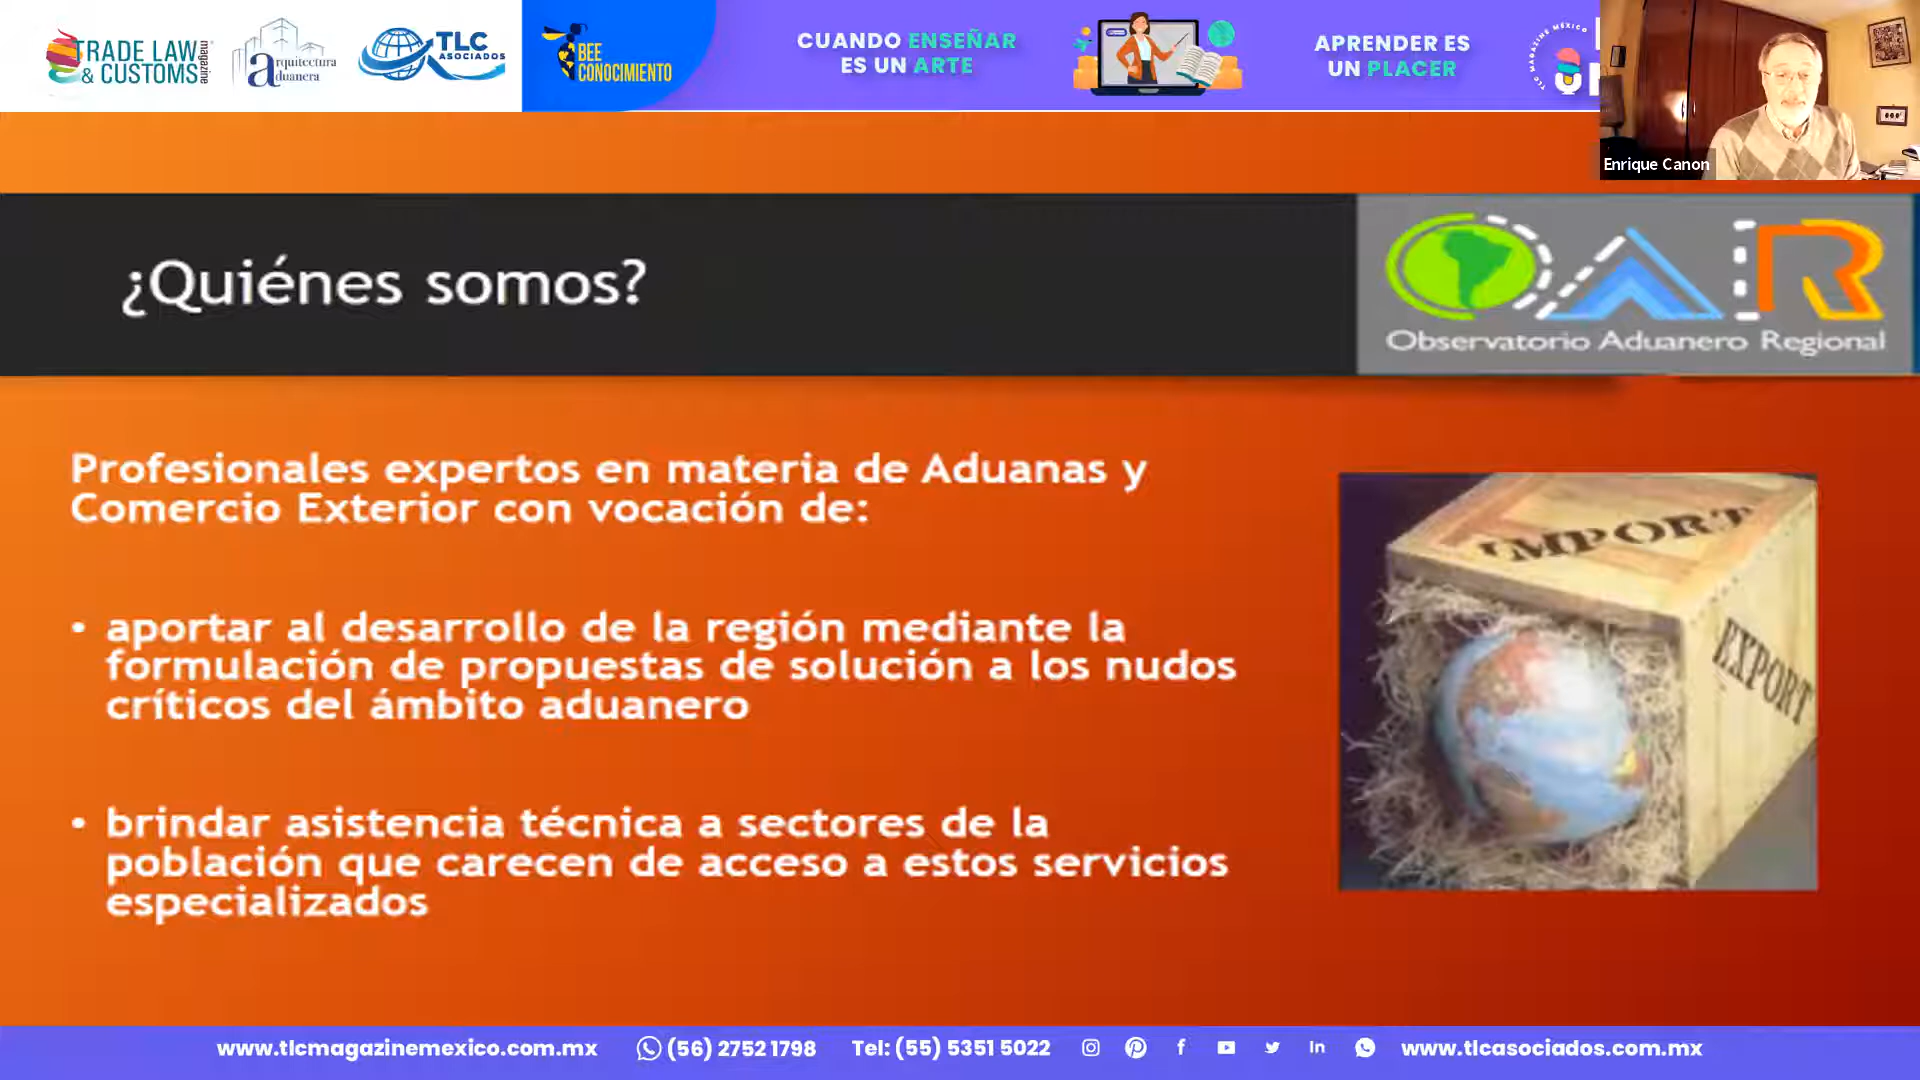 TRADE LAW
& CUSTOMS
magazine
arquitectura
aduanera
TLC
ASOCIADOS
BEE
CONOCIMIENTO
CUANDO ENSEÑAR
ES UN ARTE
APRENDER ES
UN PLACER
TLC MAGAZINE MÉXICO
Enrique Canon
¿Quiénes somos?
OAR
Observatorio Aduanero Regional
Profesionales expertos en materia de Aduanas y
Comercio Exterior con vocación de:
• aportar al desarrollo de la región mediante la
formulación de propuestas de solución a los nudos
críticos del ámbito aduanero
• brindar asistencia técnica a sectores de la
población que carecen de acceso a estos servicios
especializados
IMPORT
EXPORT
www.tlcmagazinemexico.com.mx (56) 2752 1798 Tel: (55) 5351 5022 www.tlcasociados.com.mx